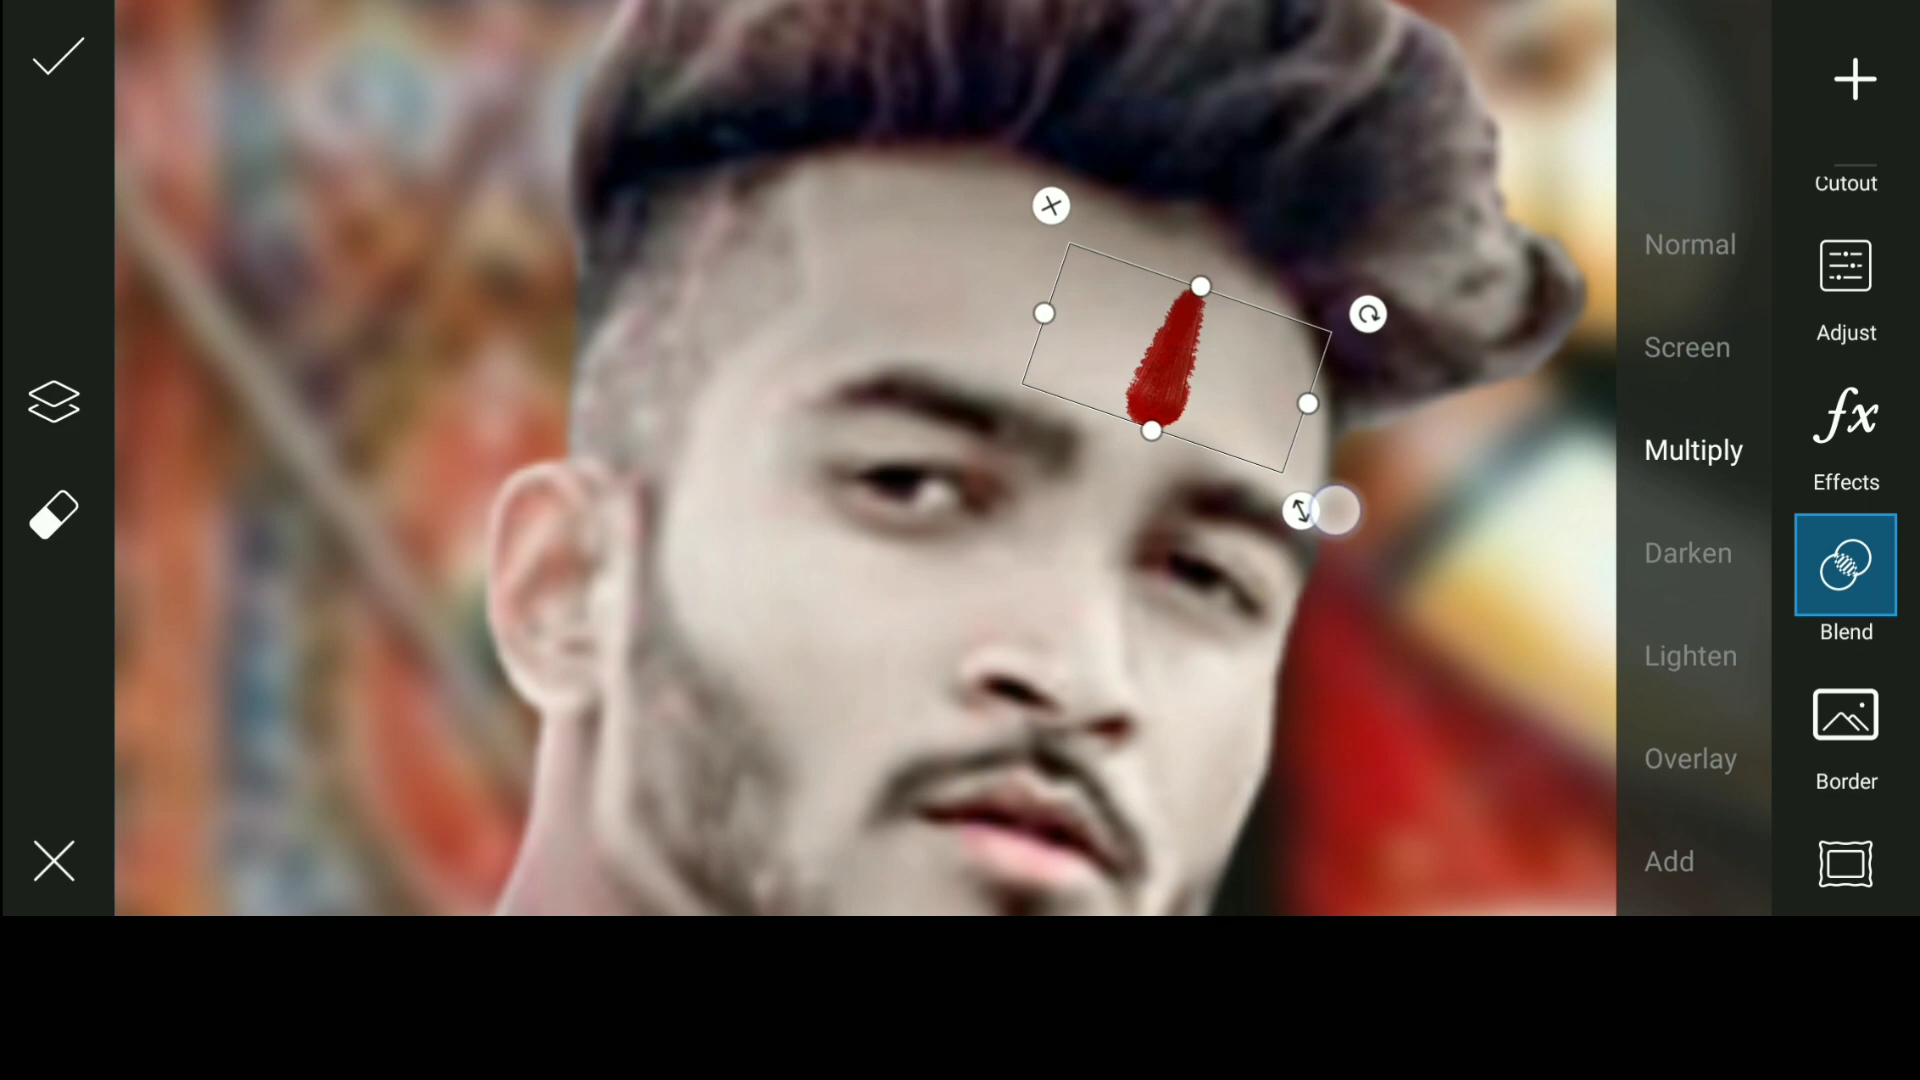 Cutout
Normal
Adjust
Screen
Multiply
Effects
Darken
Blend
Lighten
Overlay
Border
Add